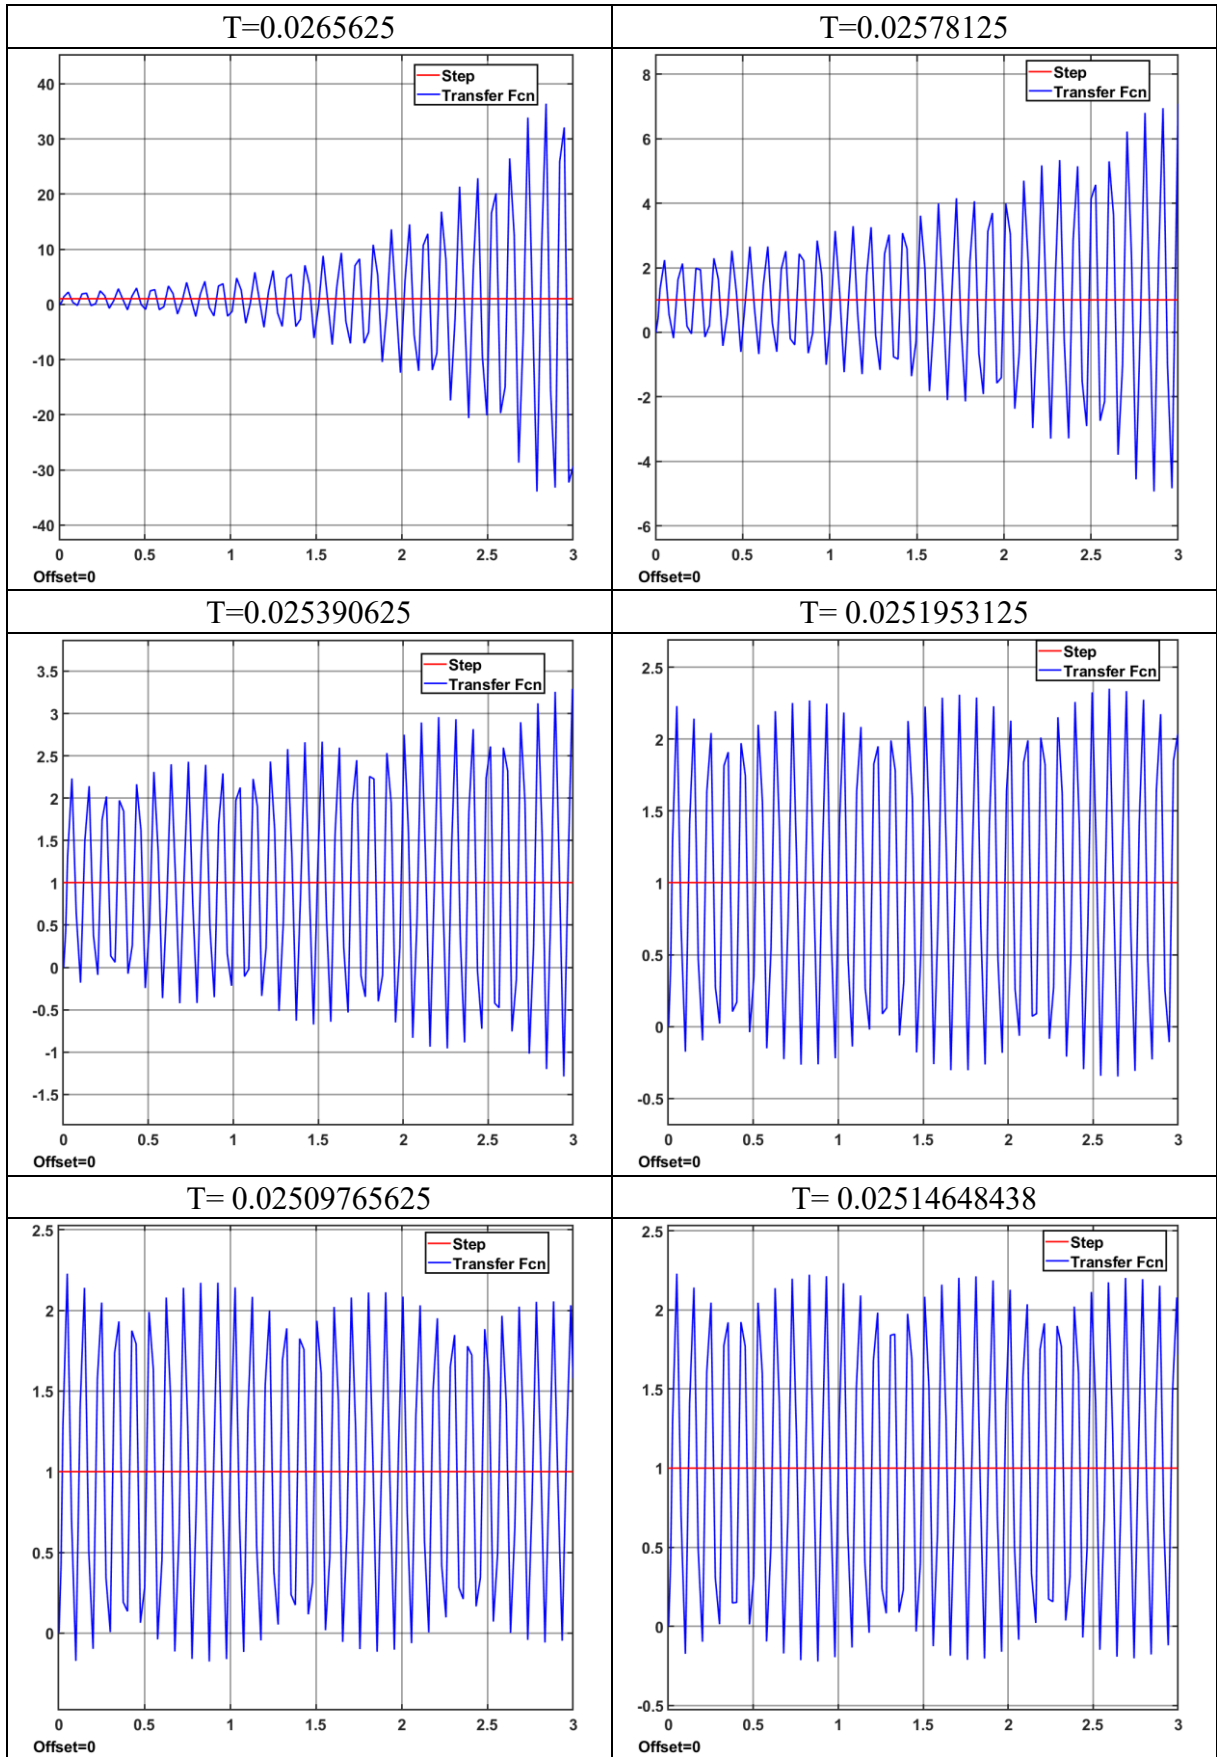 T=0.0265625
T=0.02578125
Step
Transfer Fcn
40
30
20
10
0
-10
-20
-30
-40
0 0.5 1 1.5 2 2.5 3
Offset=0
Step
Transfer Fcn
8
6
4
2
0
-2
-4
-6
0 0.5 1 1.5 2 2.5 3
Offset=0
T=0.025390625
T= 0.0251953125
Step
Transfer Fcn
3.5
3
2.5
2
1.5
1
0.5
0
-0.5
-1
-1.5
0 0.5 1 1.5 2 2.5 3
Offset=0
Step
Transfer Fcn
2.5
2
1.5
1
0.5
0
-0.5
0 0.5 1 1.5 2 2.5 3
Offset=0
T= 0.02509765625
T= 0.02514648438
Step
Transfer Fcn
2.5
2
1.5
1
0.5
0
0 0.5 1 1.5 2 2.5 3
Offset=0
Step
Transfer Fcn
2.5
2
1.5
1
0.5
0
-0.5
0 0.5 1 1.5 2 2.5 3
Offset=0